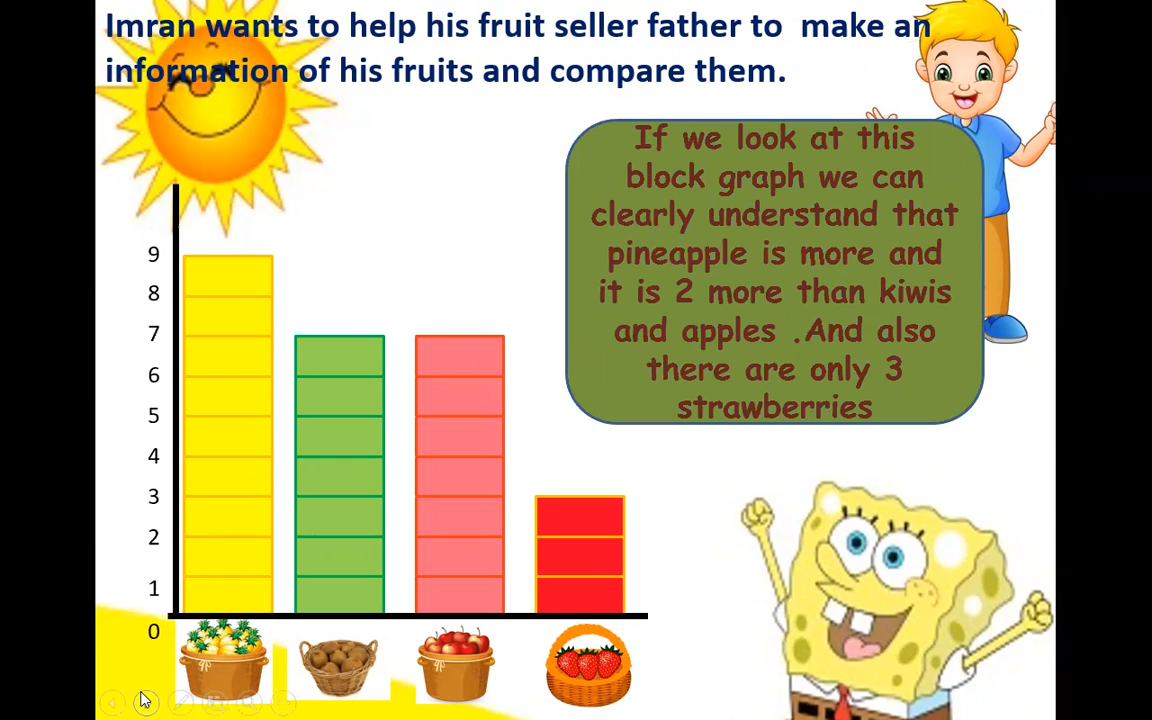 Imran wants to help his fruit seller father to  make an
information of his fruits and compare them.
If we look at this
block graph we can
clearly understand that
pineapple is more and
it is 2 more than kiwis
and apples .And also
there are only 3
strawberries
9
8
7
6
5
4
3
2
1
0